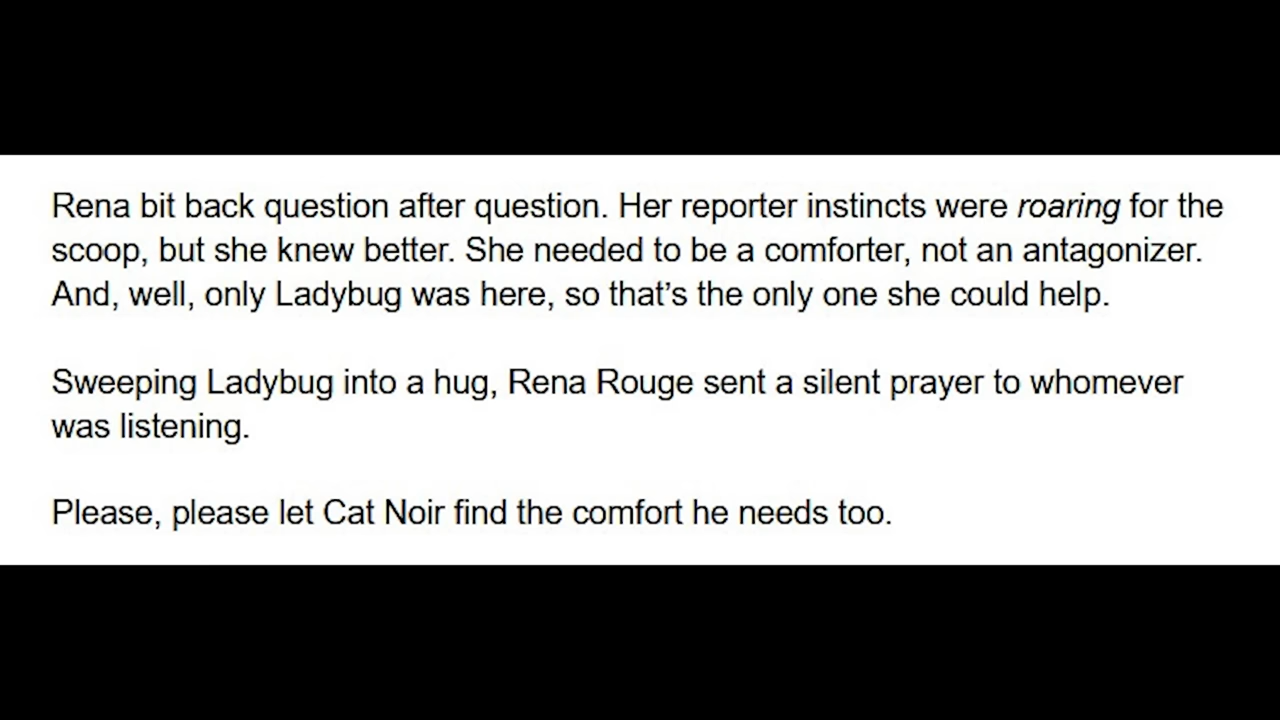 Rena bit back question after question. Her reporter instincts were roaring for the
scoop, but she knew better. She needed to be a comforter, not an antagonizer.
And, well, only Ladybug was here, so that’s the only one she could help.
Sweeping Ladybug into a hug, Rena Rouge sent a silent prayer to whomever
was listening.
Please, please let Cat Noir find the comfort he needs too.